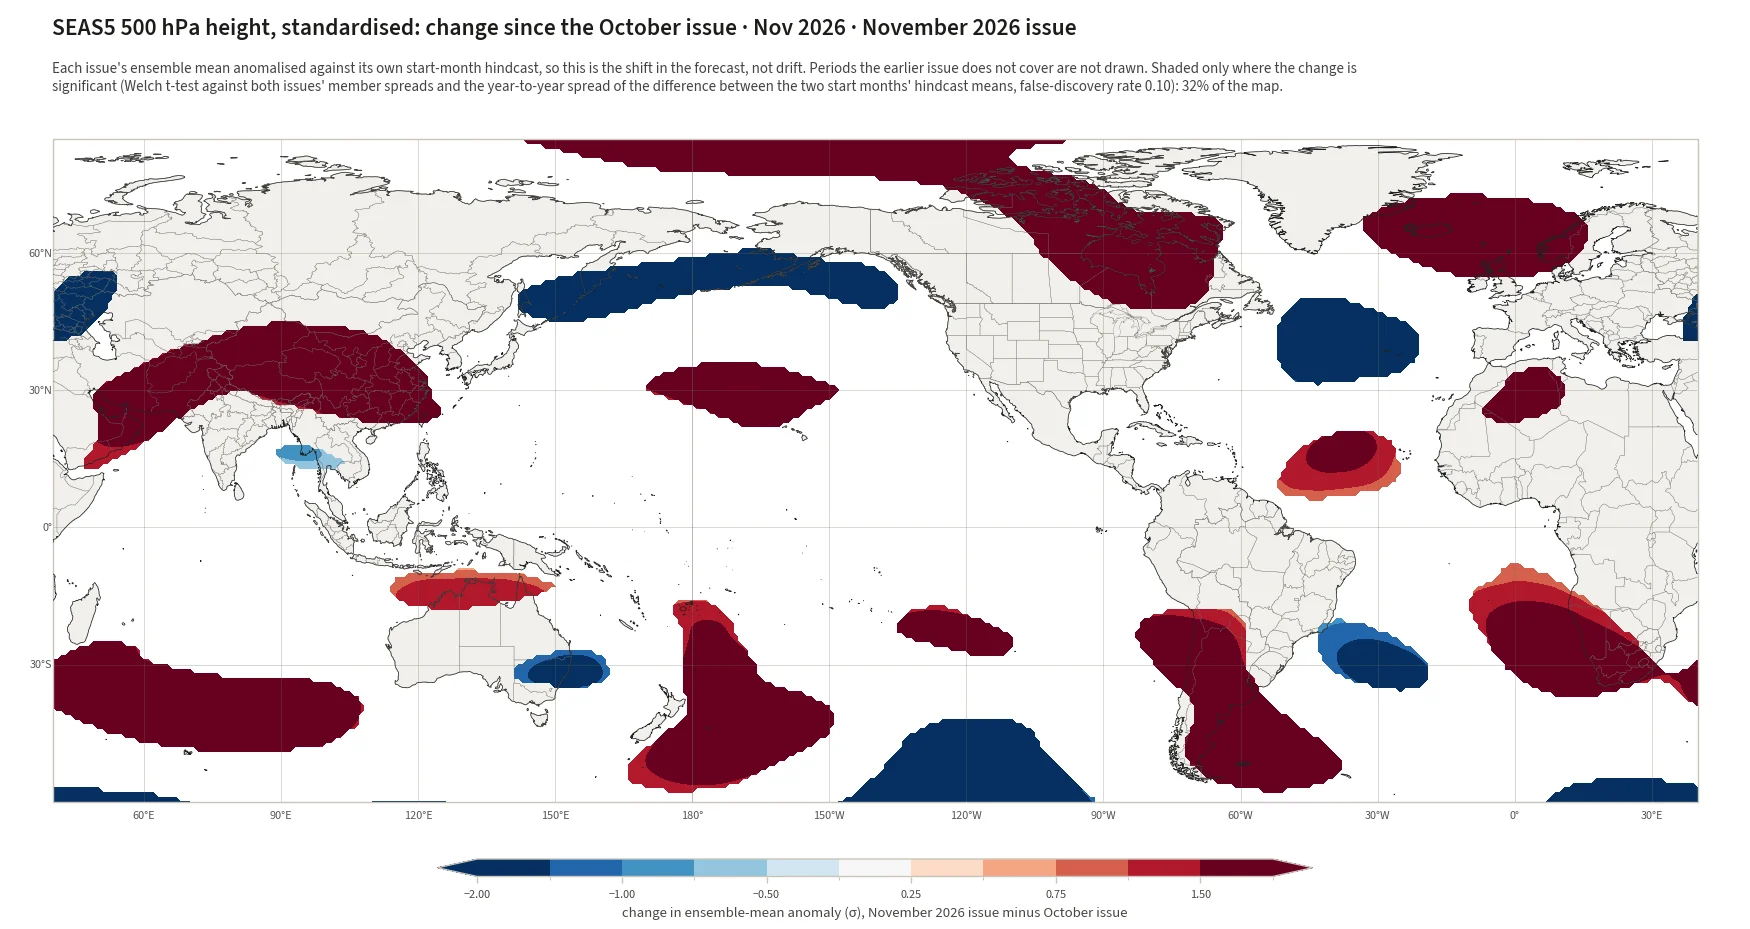 SEAS5 500 hPa height, standardised: change since the October issue · Nov 2026 · November 2026 issue
Each issue's ensemble mean anomalised against its own start-month hindcast, so this is the shift in the forecast, not drift. Periods the earlier issue does not cover are not drawn. Shaded only where the change is
significant (Welch t-test against both issues' member spreads and the year-to-year spread of the difference between the two start months' hindcast means, false-discovery rate 0.10): 32% of the map.
60°N
30°N
0°
30°S
60°E
90°E
120°E
150°E
180°
150°W
120°W
90°W
60°W
30°W
0°
30°E
−2.00
−1.00
−0.50
0.25
0.75
1.50
change in ensemble-mean anomaly (σ), November 2026 issue minus October issue